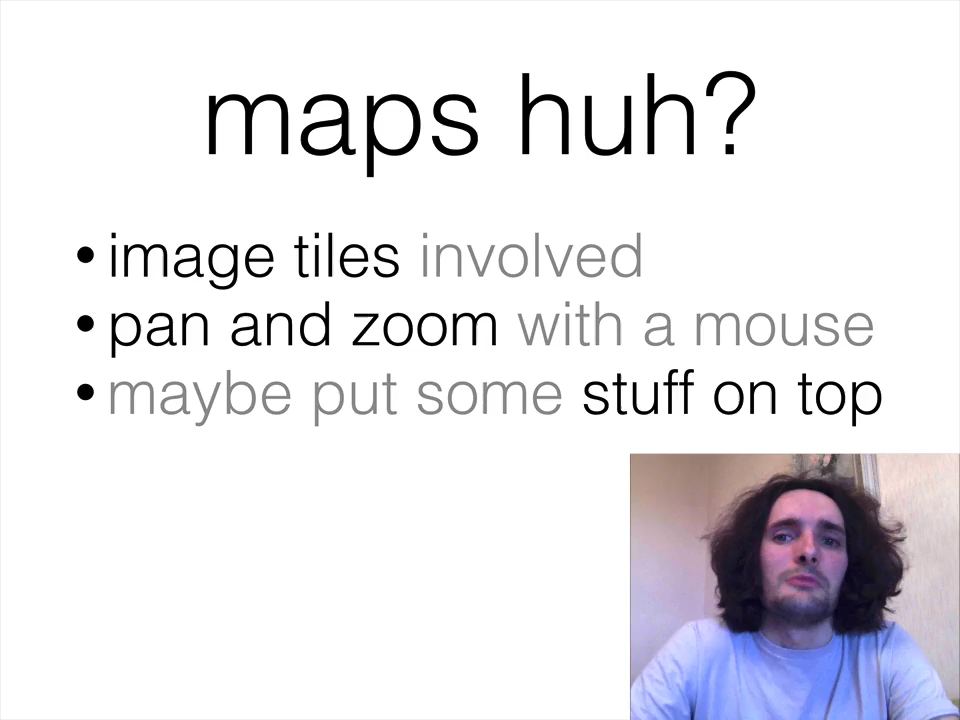 maps huh?
• image tiles involved
• pan and zoom with a mouse
• maybe put some stuff on top